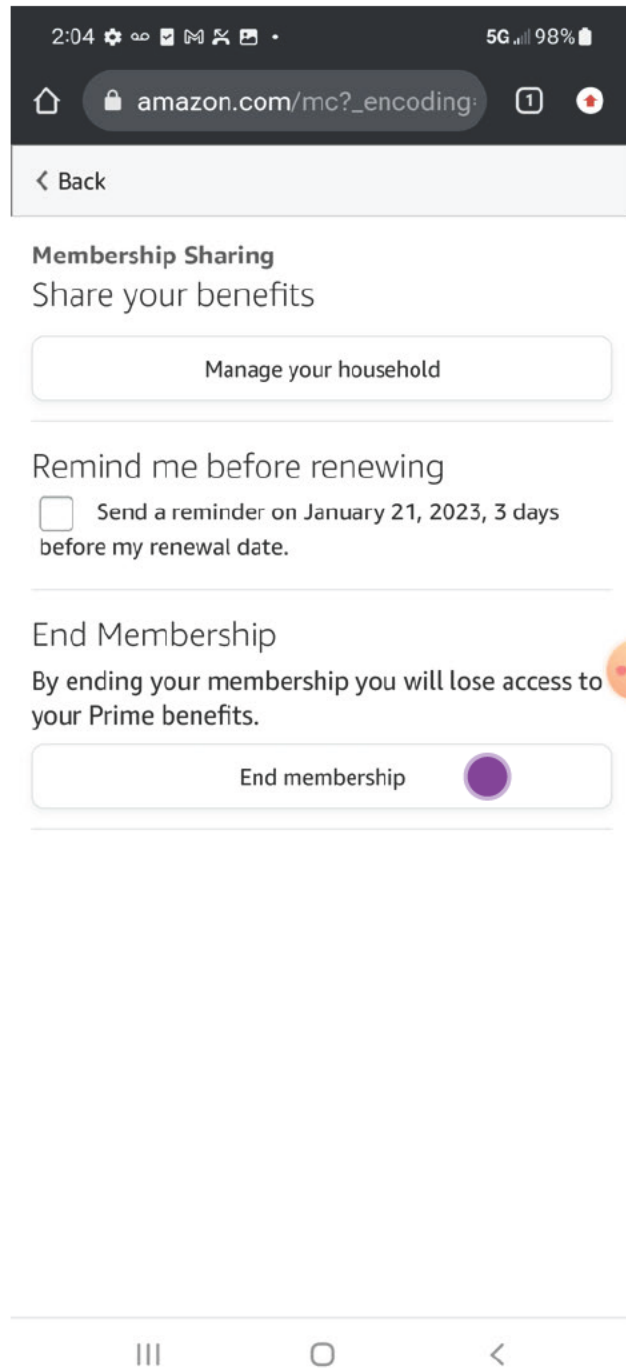 2:04
5G 98%
amazon.com/mc?_encoding=
1
Back
Membership Sharing
Share your benefits
Manage your household
Remind me before renewing
Send a reminder on January 21, 2023, 3 days
before my renewal date.
End Membership
By ending your membership you will lose access to
your Prime benefits.
End membership